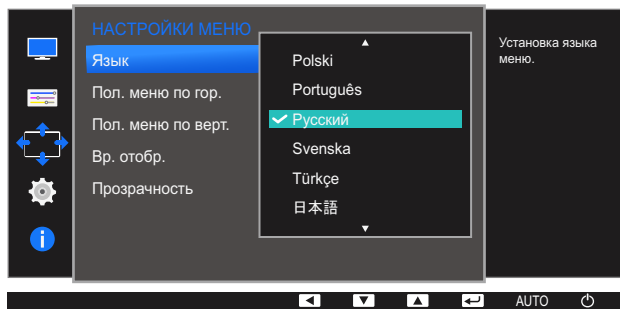 НАСТРОЙКИ МЕНЮ
Язык
Пол. меню по гор.
Пол. меню по верт.
Вр. отобр.
Прозрачность
Polski
Português
Русский
Svenska
Türkçe
日本語
Установка языка
меню.
AUTO